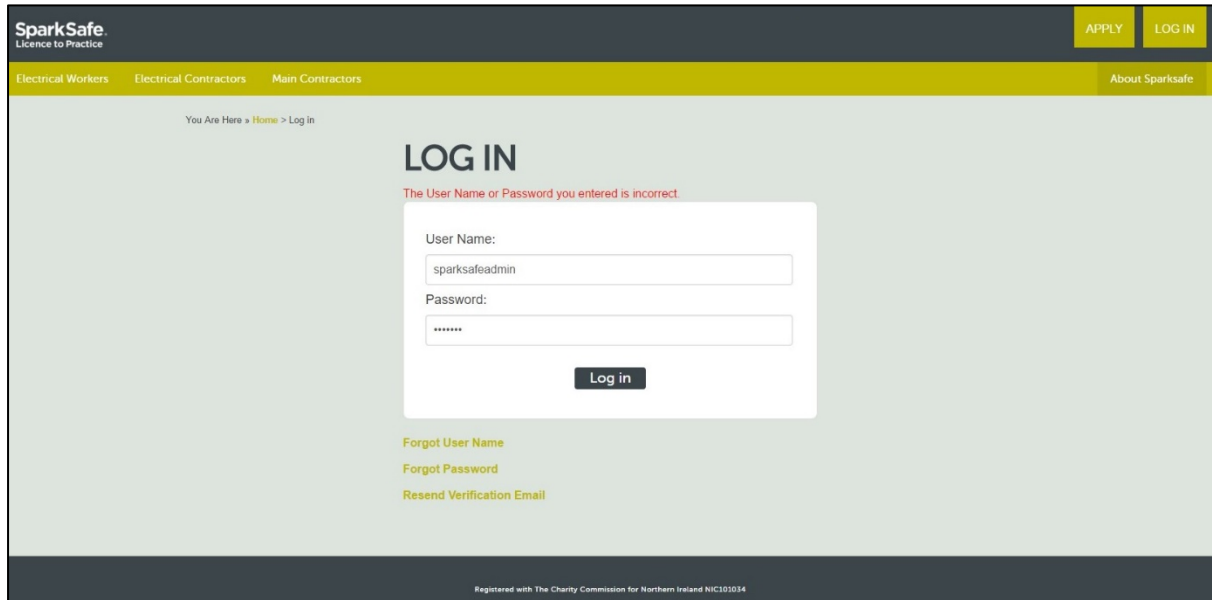 SparkSafe.
Licence to Practice
APPLY LOG IN
Electrical Workers Electrical Contractors Main Contractors About Sparksafe
You Are Here » Home > Log in
LOG IN
The User Name or Password you entered is incorrect.
User Name:
sparksafeadmin
Password:
•••••••
Log in
Forgot User Name
Forgot Password
Resend Verification Email
Registered with The Charity Commission for Northern Ireland NIC101034